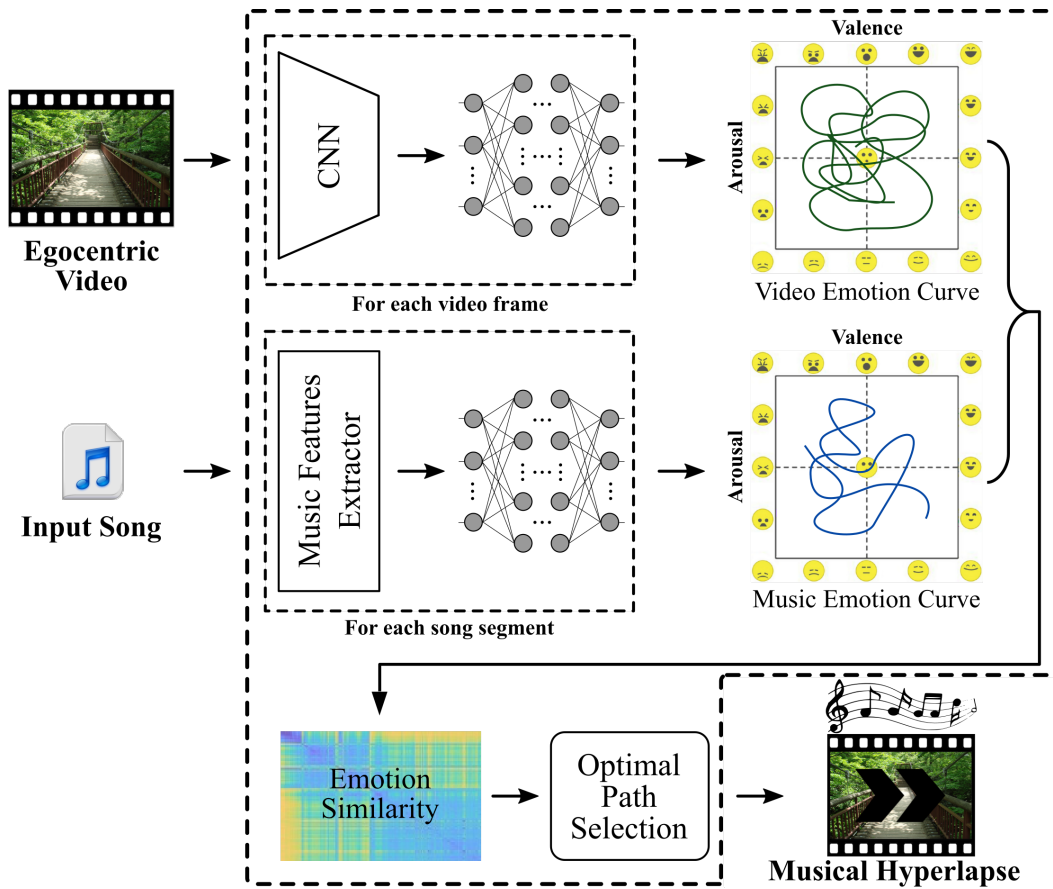 Valence
CNN
Arousal
Egocentric
Video
For each video frame
Video Emotion Curve
Valence
Music Features
Extractor
Arousal
Input Song
Music Emotion Curve
For each song segment
Emotion
Similarity
Optimal
Path
Selection
Musical Hyperlapse